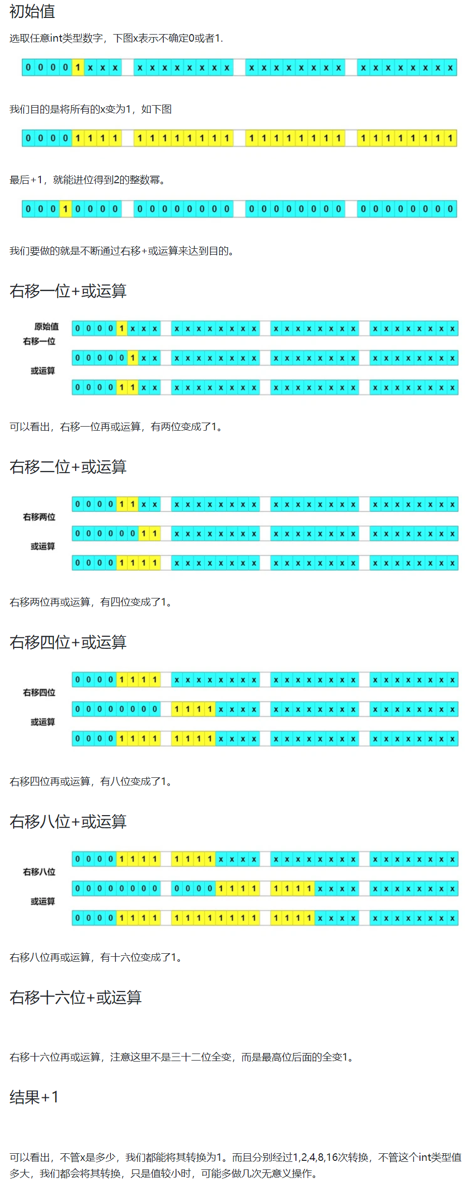 初始值
选取任意int类型数字，下图x表示不确定0或者1.
0 0 0 0 1 x x x x x x x x x x x x x x x x x x x x x x x x x x x
我们目的是将所有的x变为1，如下图
0 0 0 0 1 1 1 1 1 1 1 1 1 1 1 1 1 1 1 1 1 1 1 1 1 1 1 1 1 1 1 1
最后+1，就能进位得到2的整数幂。
0 0 0 1 0 0 0 0 0 0 0 0 0 0 0 0 0 0 0 0 0 0 0 0 0 0 0 0 0 0 0 0
我们要做的就是不断通过右移+或运算来达到目的。
右移一位+或运算
原始值 0 0 0 0 1 x x x x x x x x x x x x x x x x x x x x x x x x x x x
右移一位
0 0 0 0 0 1 x x x x x x x x x x x x x x x x x x x x x x x x x x
或运算
0 0 0 0 1 1 x x x x x x x x x x x x x x x x x x x x x x x x x x
可以看出，右移一位再或运算，有两位变成了1。
右移二位+或运算
0 0 0 0 1 1 x x x x x x x x x x x x x x x x x x x x x x x x x x
右移两位
0 0 0 0 0 0 1 1 x x x x x x x x x x x x x x x x x x x x x x x x
或运算
0 0 0 0 1 1 1 1 x x x x x x x x x x x x x x x x x x x x x x x x
右移两位再或运算，有四位变成了1。
右移四位+或运算
0 0 0 0 1 1 1 1 x x x x x x x x x x x x x x x x x x x x x x x x
右移四位
0 0 0 0 0 0 0 0 1 1 1 1 x x x x x x x x x x x x x x x x x x x x
或运算
0 0 0 0 1 1 1 1 1 1 1 1 x x x x x x x x x x x x x x x x x x x x
右移四位再或运算，有八位变成了1。
右移八位+或运算
0 0 0 0 1 1 1 1 1 1 1 1 x x x x x x x x x x x x x x x x x x x x
右移八位
0 0 0 0 0 0 0 0 0 0 0 0 1 1 1 1 1 1 1 1 x x x x x x x x x x x x
或运算
0 0 0 0 1 1 1 1 1 1 1 1 1 1 1 1 1 1 1 1 x x x x x x x x x x x x
右移八位再或运算，有十六位变成了1。
右移十六位+或运算
右移十六位再或运算，注意这里不是三十二位全变，而是最高位后面的全变1。
结果+1
可以看出，不管x是多少，我们都能将其转换为1。而且分别经过1,2,4,8,16次转换，不管这个int类型值
多大，我们都会将其转换，只是值较小时，可能多做几次无意义操作。